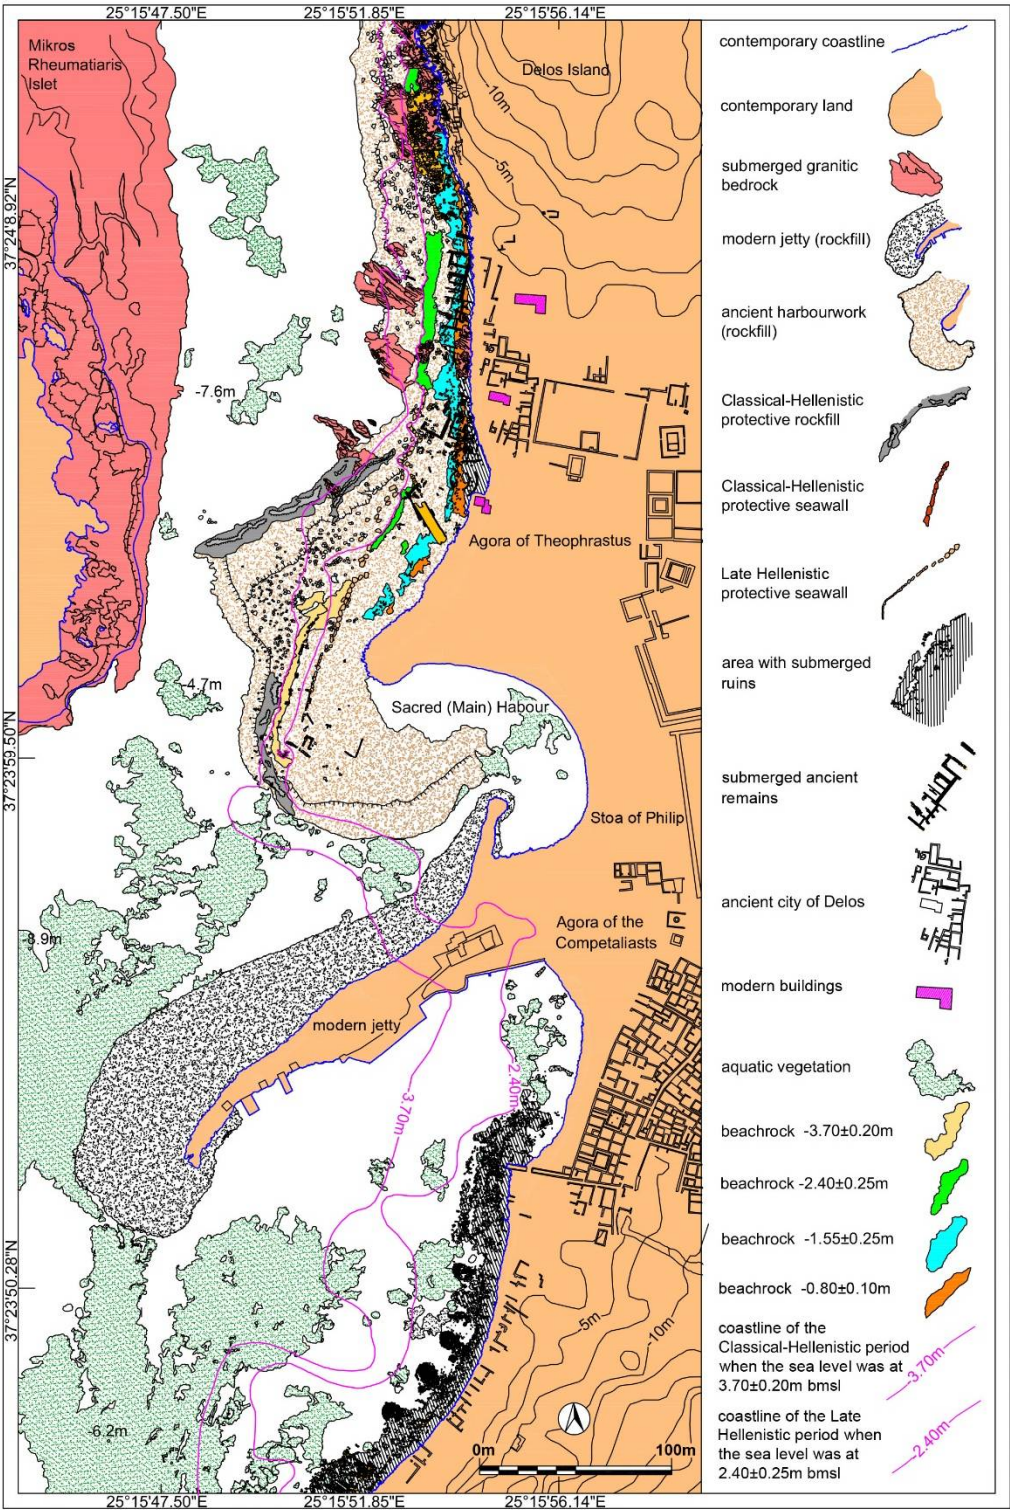 25°15'47.50"E
25°15'51.85"E
25°15'56.14"E
Mikros
Rheumatiaris
Islet
Delos Island
-10m
-5m
37°24'8.92"N
-7.6m
Agora of Theophrastus
-4.7m
Sacred (Main) Habour
37°23'59.50"N
Stoa of Philip
-8.9m
Agora of the
Competaliasts
modern jetty
-3.70m
-2.40m
37°23'50.28"N
-5m
-10m
-6.2m
0m
100m
25°15'47.50"E
25°15'51.85"E
25°15'56.14"E
contemporary coastline
contemporary land
submerged granitic
bedrock
modern jetty (rockfill)
ancient harbourwork
(rockfill)
Classical-Hellenistic
protective rockfill
Classical-Hellenistic
protective seawall
Late Hellenistic
protective seawall
area with submerged
ruins
submerged ancient
remains
ancient city of Delos
modern buildings
aquatic vegetation
beachrock -3.70±0.20m
beachrock -2.40±0.25m
beachrock -1.55±0.25m
beachrock -0.80±0.10m
coastline of the
Classical-Hellenistic period
when the sea level was at
3.70±0.20m bmsl
-3.70m
coastline of the Late
Hellenistic period when
the sea level was at
2.40±0.25m bmsl
-2.40m